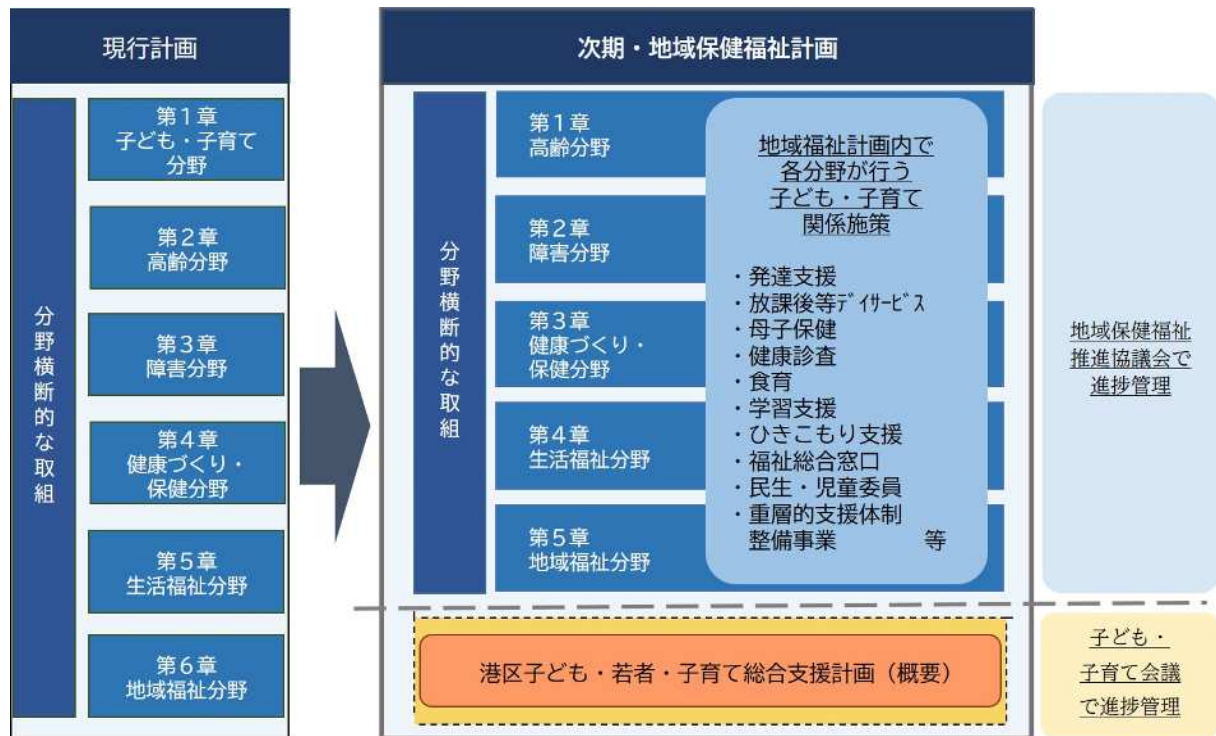 現行計画
分野横断的な取組
第1章
子ども・子育て
分野
第2章
高齢分野
第3章
障害分野
第4章
健康づくり・
保健分野
第5章
生活福祉分野
第6章
地域福祉分野
次期・地域保健福祉計画
分野横断的な取組
第1章
高齢分野
第2章
障害分野
第3章
健康づくり・
保健分野
第4章
生活福祉分野
第5章
地域福祉分野
地域福祉計画内で
各分野が行う
子ども・子育て
関係施策
・発達支援
・放課後等ﾃﾞｲｻｰﾋﾞｽ
・母子保健
・健康診査
・食育
・学習支援
・ひきこもり支援
・福祉総合窓口
・民生・児童委員
・重層的支援体制
整備事業 等
地域保健福祉
推進協議会で
進捗管理
港区子ども・若者・子育て総合支援計画（概要）
子ども・
子育て会議
で進捗管理